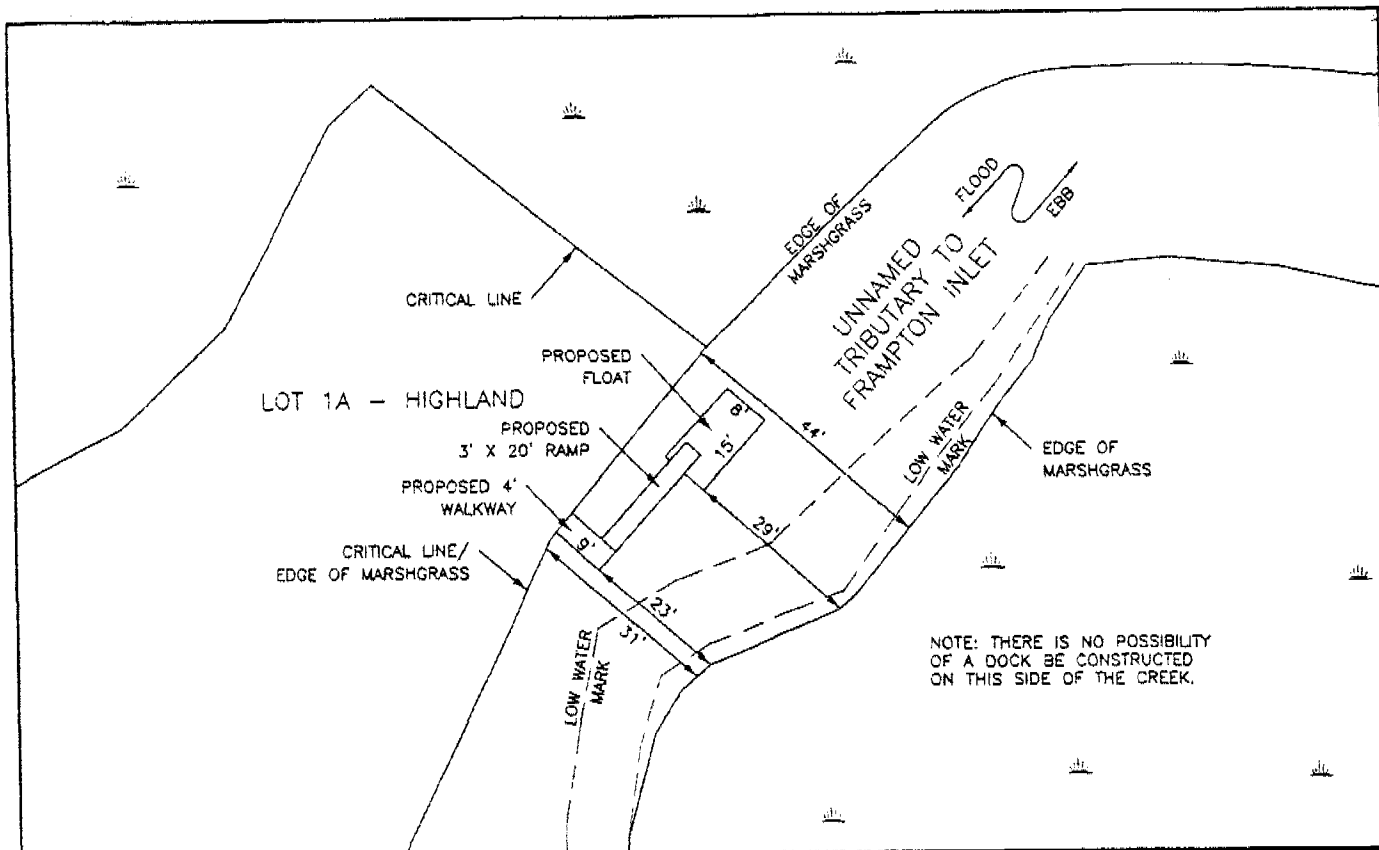 FLOOD
EBB
EDGE OF
MARSHGRASS
UNNAMED
TRIBUTARY TO
FRAMPTON INLET
CRITICAL LINE
PROPOSED
FLOAT
LOT 1A – HIGHLAND
8'
44'
PROPOSED
3' X 20' RAMP
15'
LOW WATER
MARK
EDGE OF
MARSHGRASS
PROPOSED 4'
WALKWAY
29'
9'
CRITICAL LINE/
EDGE OF MARSHGRASS
23'
31'
LOW WATER
MARK
NOTE: THERE IS NO POSSIBILITY
OF A DOCK BE CONSTRUCTED
ON THIS SIDE OF THE CREEK.